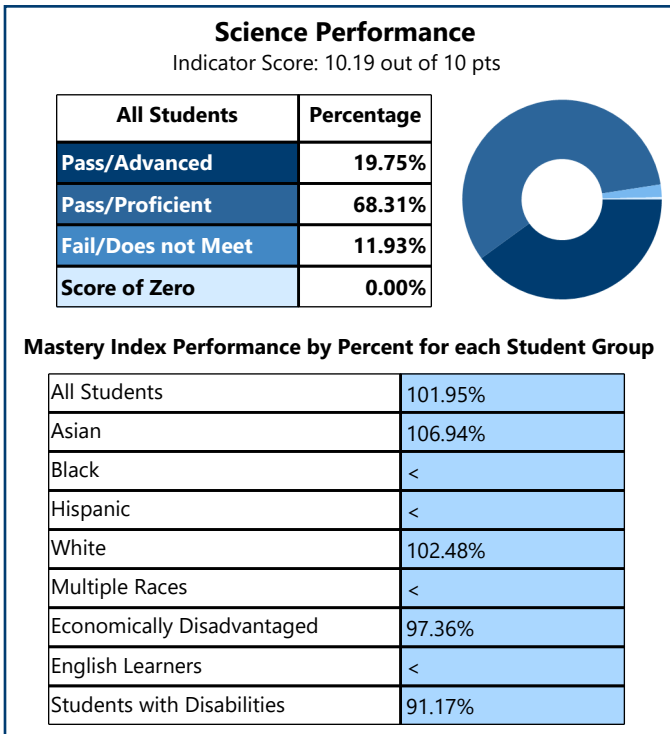 Science Performance
Indicator Score: 10.19 out of 10 pts
All Students Percentage
Pass/Advanced 19.75%
Pass/Proficient 68.31%
Fail/Does not Meet 11.93%
Score of Zero 0.00%
Mastery Index Performance by Percent for each Student Group
All Students 101.95%
Asian 106.94%
Black <
Hispanic <
White 102.48%
Multiple Races <
Economically Disadvantaged 97.36%
English Learners <
Students with Disabilities 91.17%